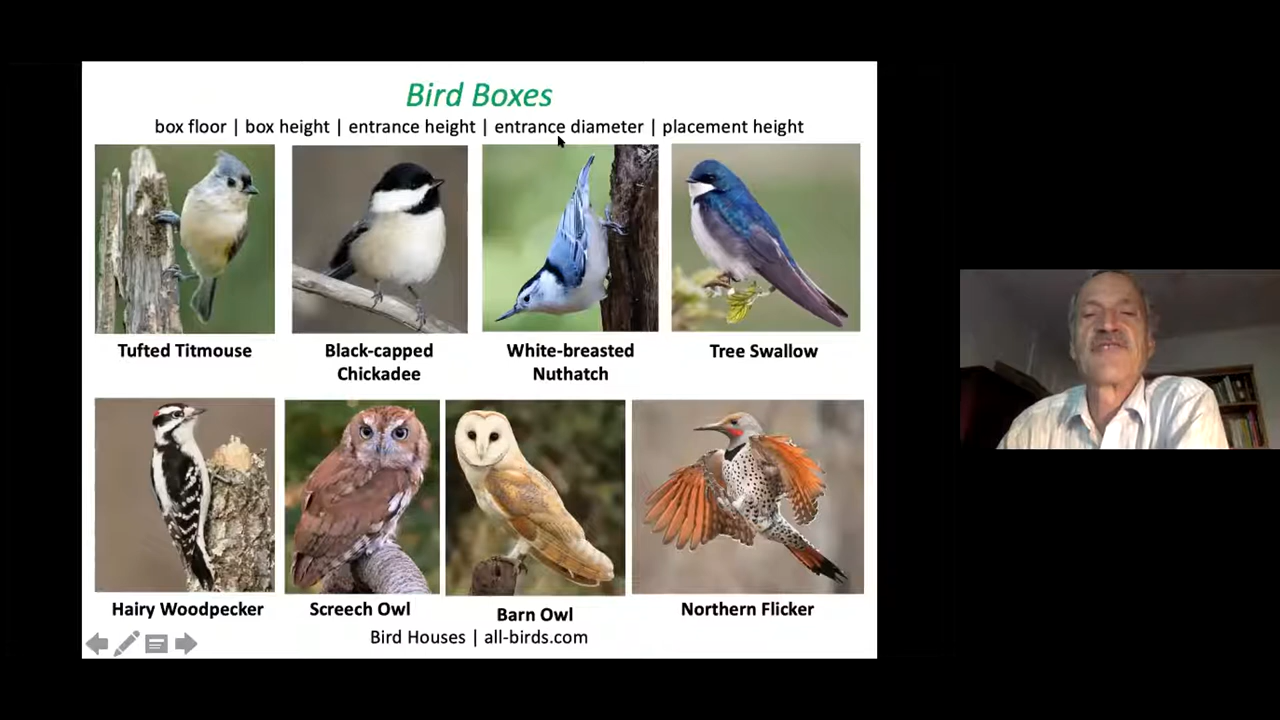 Bird Boxes
box floor | box height | entrance height | entrance diameter | placement height
Tufted Titmouse
Black-capped
Chickadee
White-breasted
Nuthatch
Tree Swallow
Hairy Woodpecker
Screech Owl
Barn Owl
Northern Flicker
Bird Houses | all-birds.com